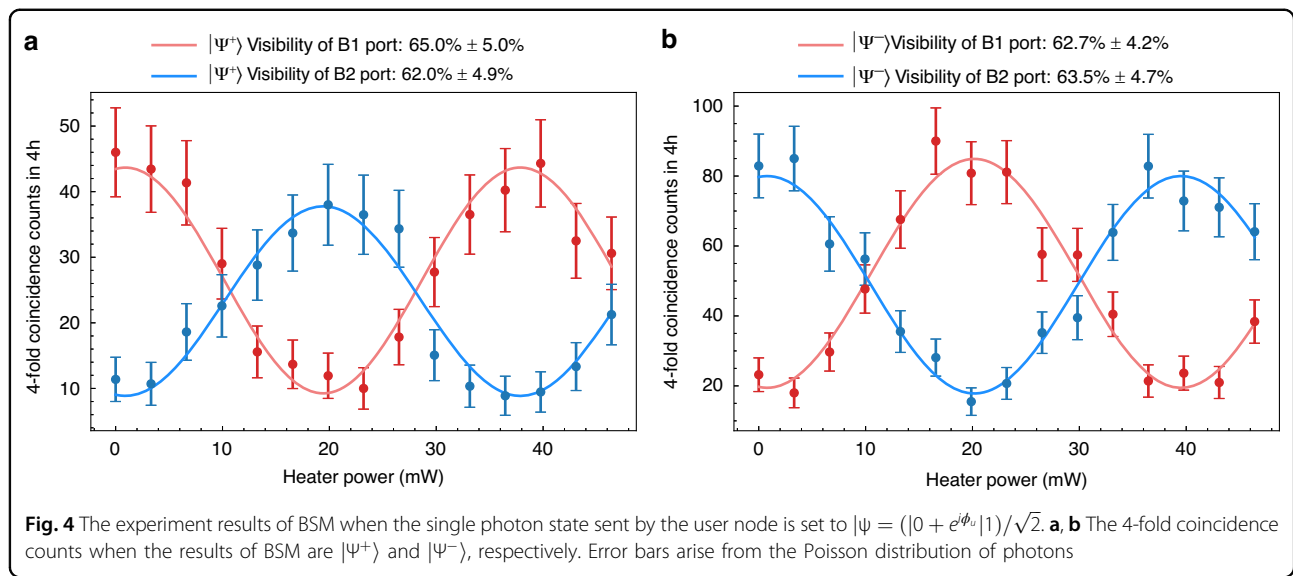 a
|Ψ⁺⟩ Visibility of B1 port: 65.0% ± 5.0%
|Ψ⁺⟩ Visibility of B2 port: 62.0% ± 4.9%
4-fold coincidence counts in 4h
50
40
30
20
10
0 10 20 30 40
Heater power (mW)
b
|Ψ⁻⟩Visibility of B1 port: 62.7% ± 4.2%
|Ψ⁻⟩ Visibility of B2 port: 63.5% ± 4.7%
4-fold coincidence counts in 4h
100
80
60
40
20
0 10 20 30 40
Heater power (mW)
Fig. 4 The experiment results of BSM when the single photon state sent by the user node is set to |ψ = (|0 + e^{iϕ_u}|1)/√2. a, b The 4-fold coincidence
counts when the results of BSM are |Ψ⁺⟩ and |Ψ⁻⟩, respectively. Error bars arise from the Poisson distribution of photons